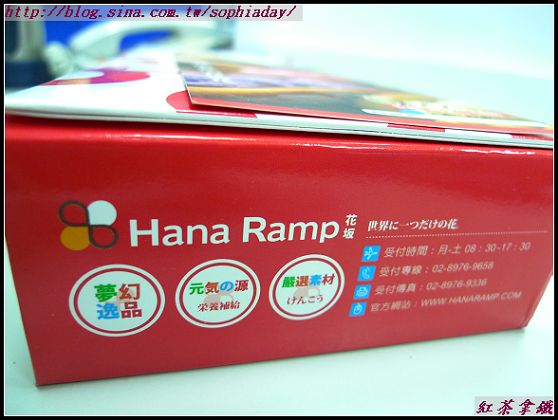 http://blog.sina.com.tw/sophiaday/
Hana Ramp 花坂
世界に一つだけの花。
受付時間：月-土 08：30-17：30
受付專線：02-8976-9658
受付傳真：02-8976-9336
官方網站：WWW.HANARAMP.COM
夢幻逸品
元気の源
栄養補給
嚴選素材
けんこう
紅茶拿鐵